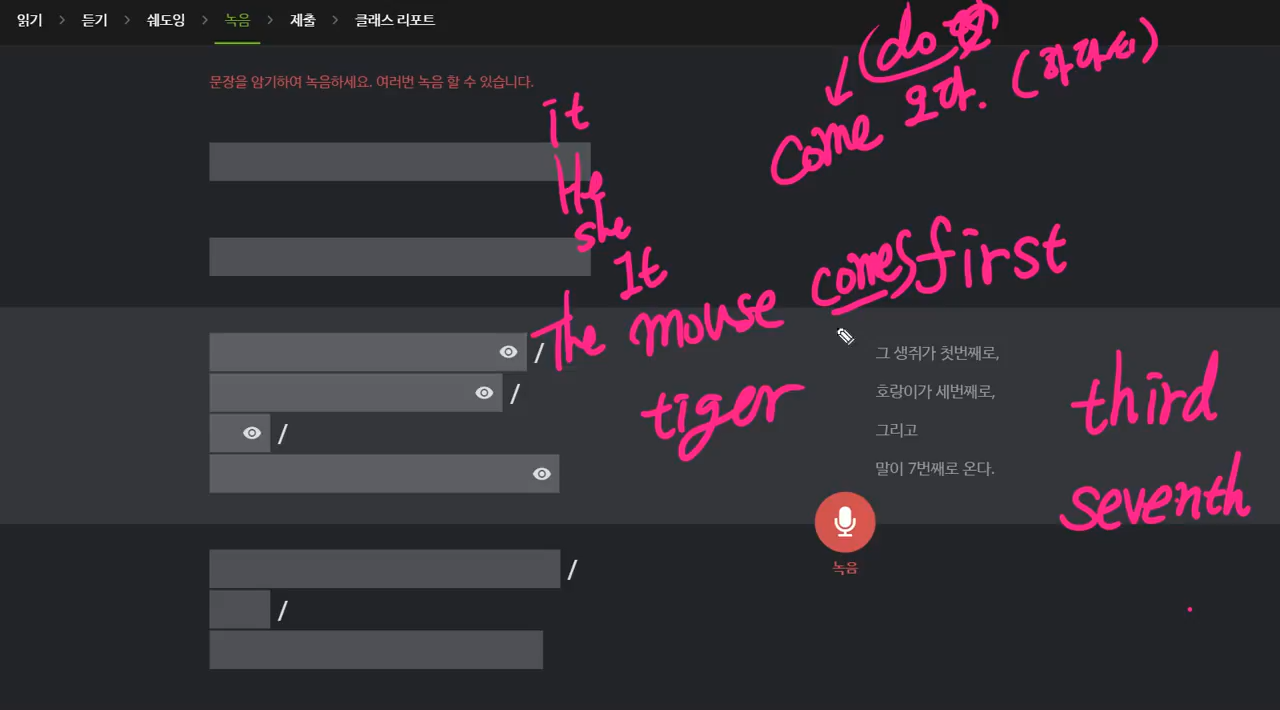 읽기 > 듣기 > 쉐도잉 > 녹음 > 제출 > 클래스 리포트
문장을 암기하여 녹음하세요. 여러번 녹음 할 수 있습니다.
(do
come 오다.
it
He
she
It
The mouse comes first
tiger
/
/
/
그 생쥐가 첫번째로,
호랑이가 세번째로,
그리고
말이 7번째로 온다.
third
seventh
녹음
/
/